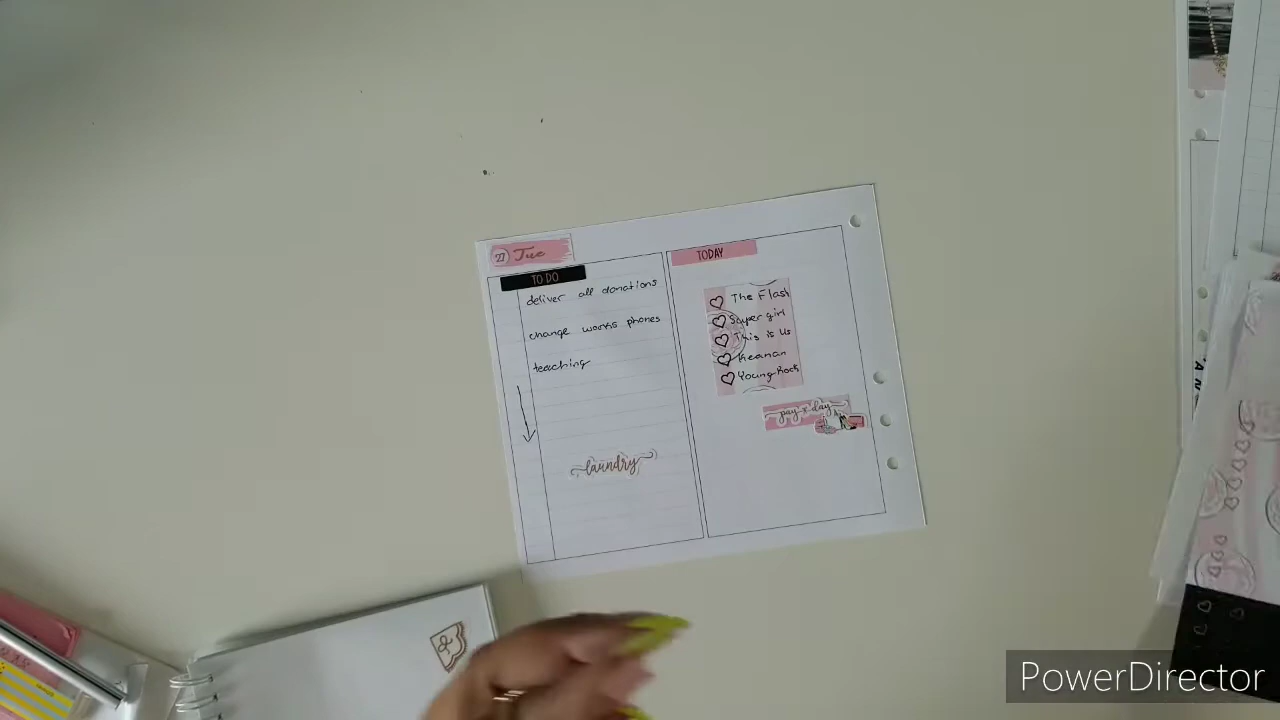 27 Tue
TO DO
deliver all donations
change works phones
teaching
laundry
TODAY
The Flash
Super girl
This is Us
Keanan
Young Rock
pay day
PowerDirector